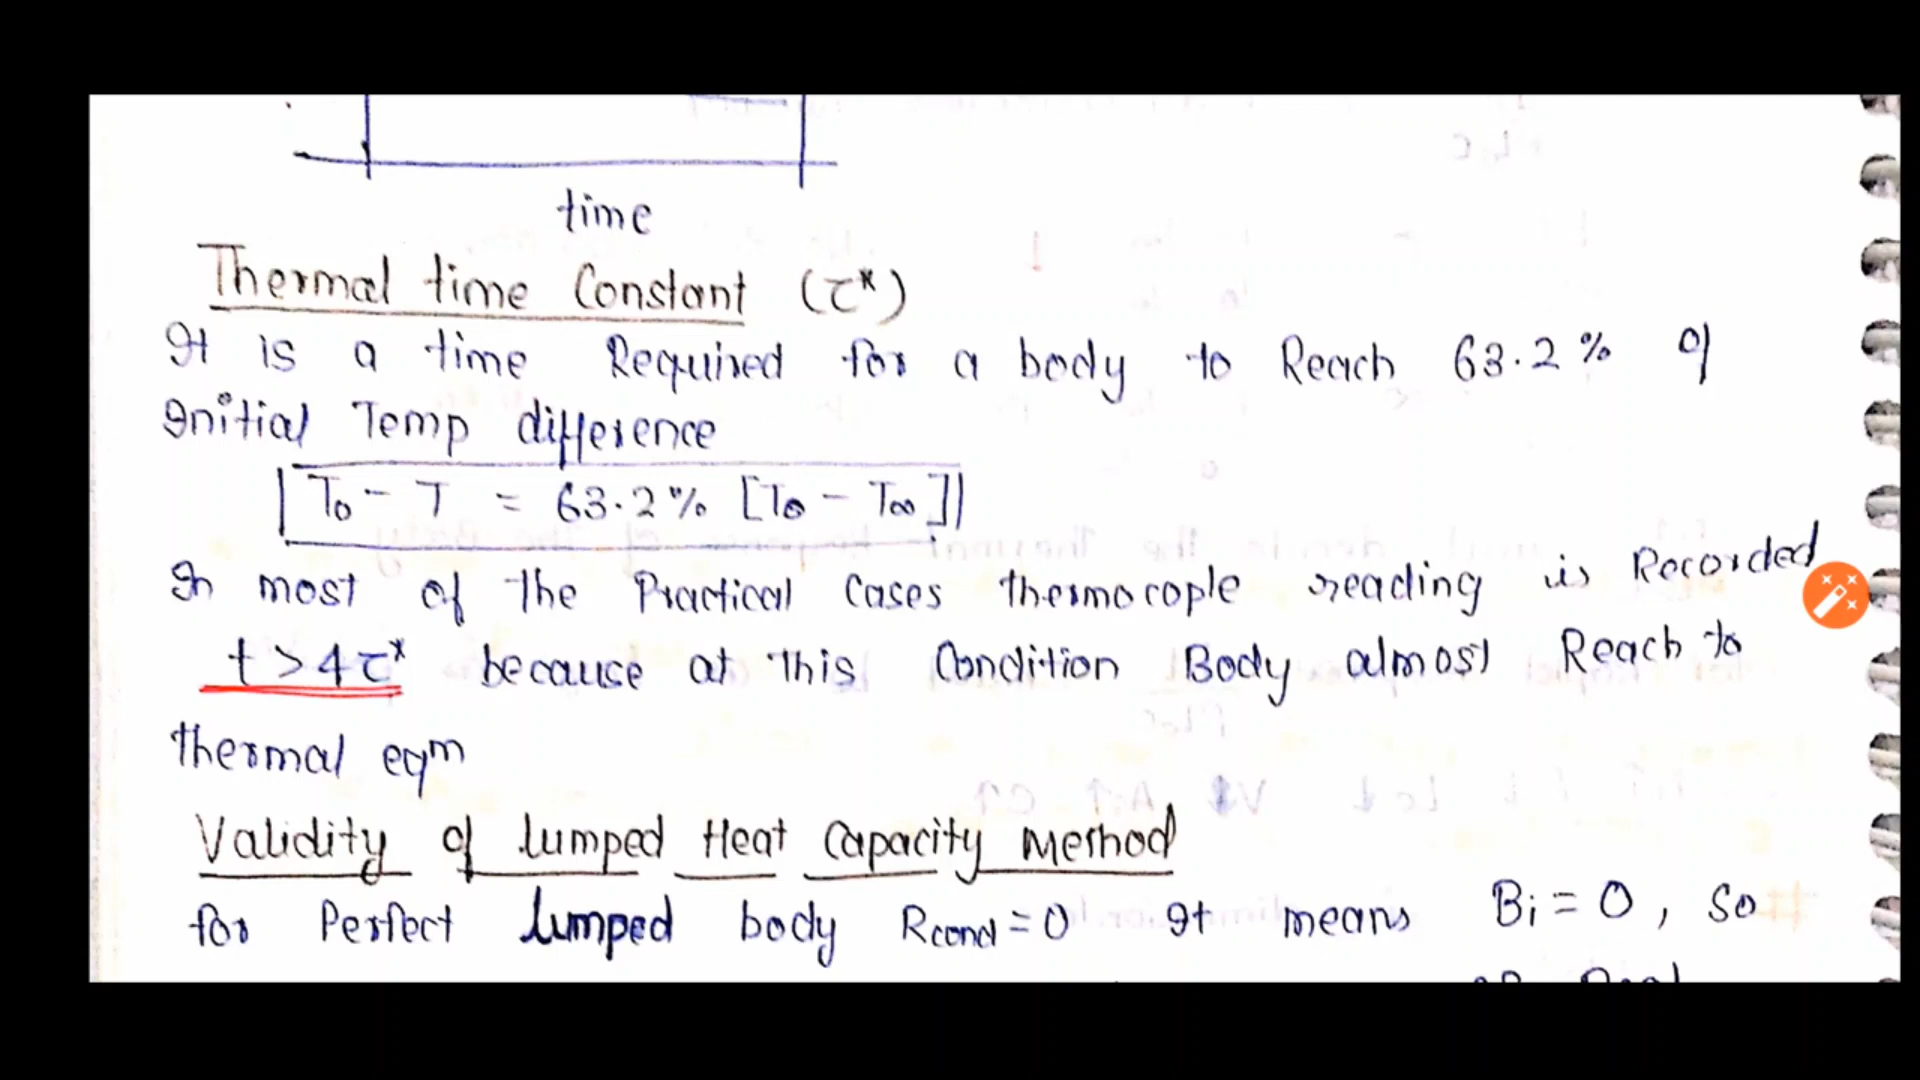 time
Thermal time Constant (τ*)
It is a time Required for a body to Reach 63.2% of
Initial Temp difference
T₀ - T = 63.2% [T₀ - T∞]
In most of the Practical Cases thermocople reading is Recorded
t > 4τ* because at This Condition Body almost Reach to
thermal eqm
Validity of lumped Heat Capacity Method
for Perfect lumped body Rcond = 0 It means Bi = 0, So